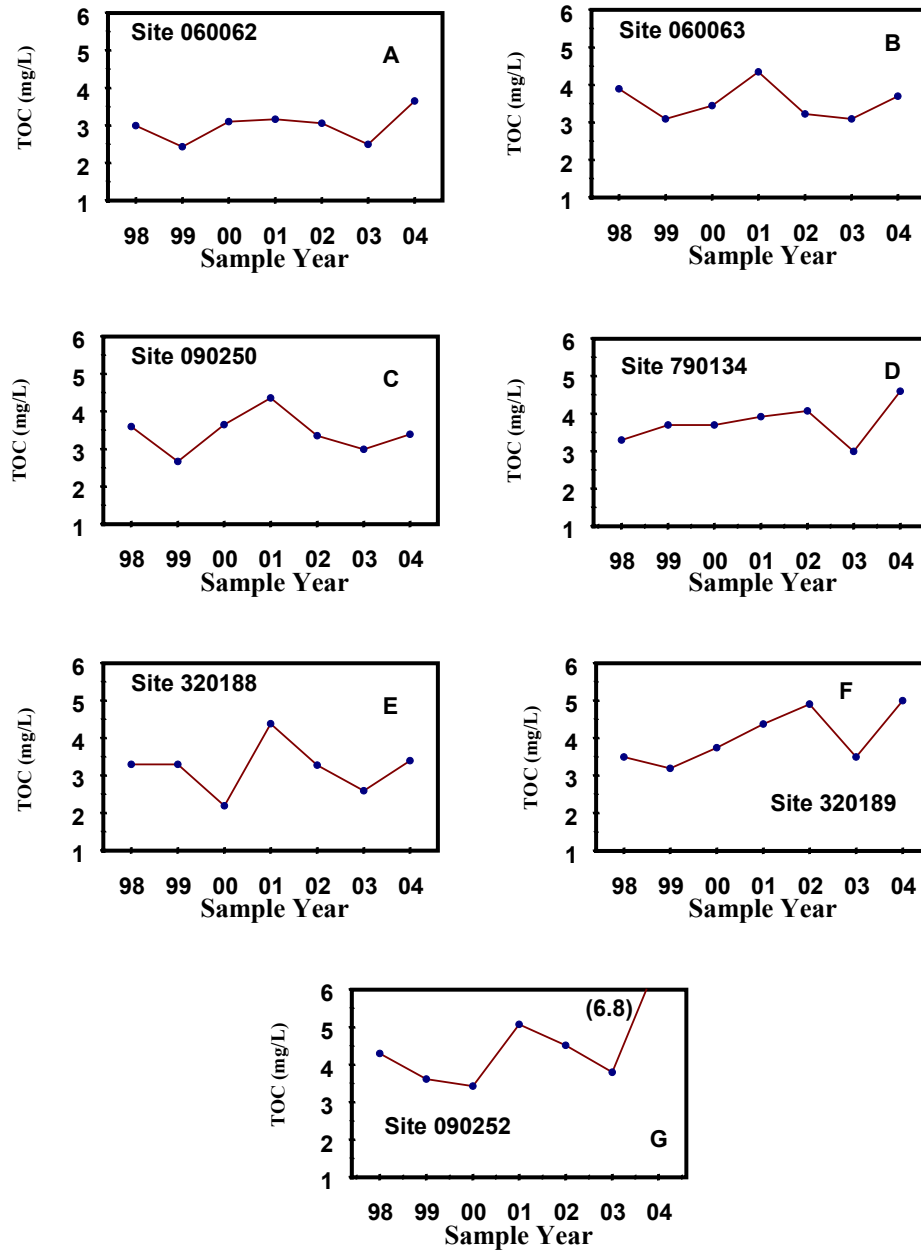 Site 060062
A
TOC (mg/L)
6
5
4
3
2
1
98 99 00 01 02 03 04
Sample Year
Site 060063
B
TOC (mg/L)
6
5
4
3
2
1
98 99 00 01 02 03 04
Sample Year
Site 090250
C
TOC (mg/L)
6
5
4
3
2
1
98 99 00 01 02 03 04
Sample Year
Site 790134
D
TOC (mg/L)
6
5
4
3
2
1
98 99 00 01 02 03 04
Sample Year
Site 320188
E
TOC (mg/L)
6
5
4
3
2
1
98 99 00 01 02 03 04
Sample Year
F
Site 320189
TOC (mg/L)
6
5
4
3
2
1
98 99 00 01 02 03 04
Sample Year
(6.8)
Site 090252
G
TOC (mg/L)
6
5
4
3
2
1
98 99 00 01 02 03 04
Sample Year